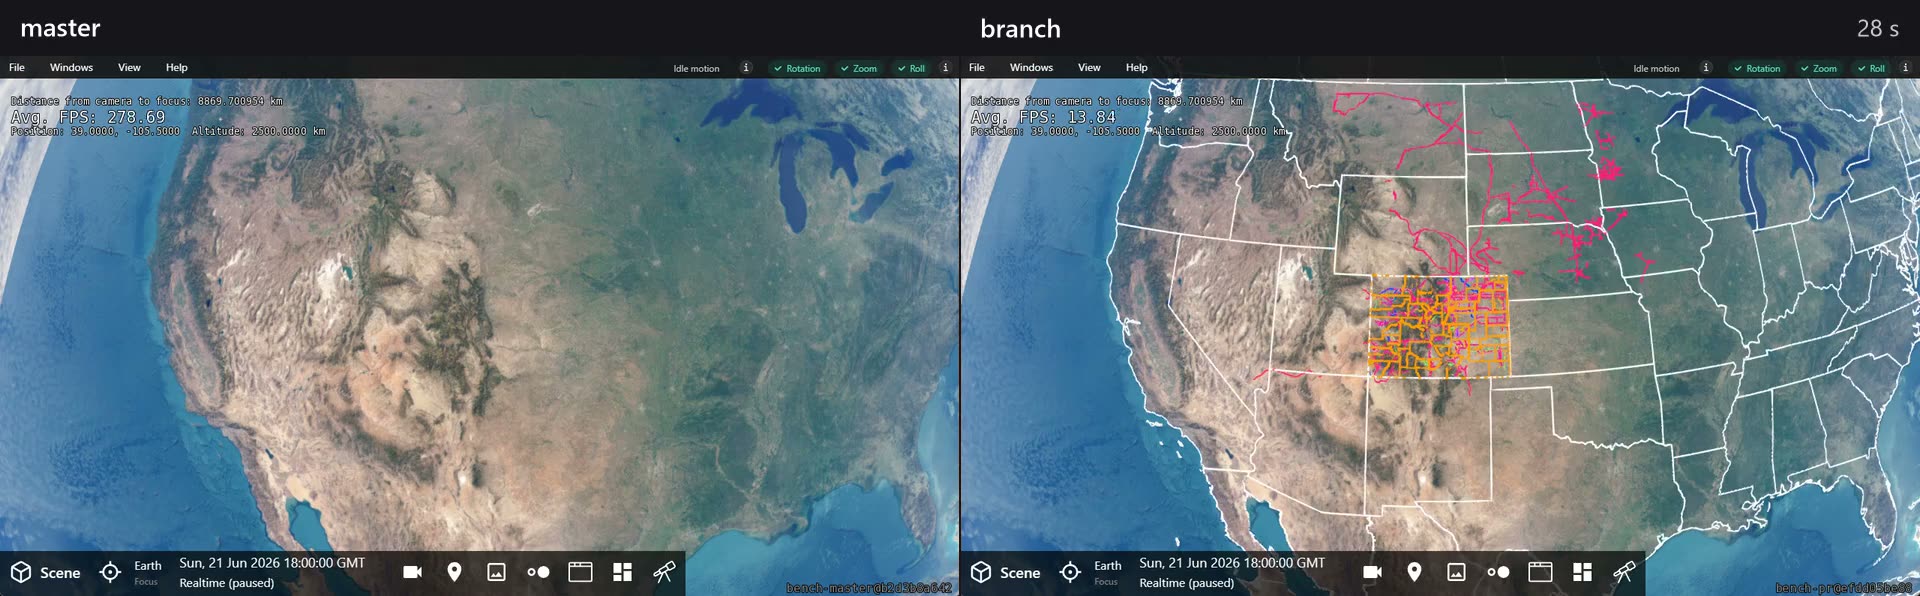 master
File Windows View Help
Idle motion i Rotation Zoom Roll i
Distance from camera to focus: 8869.700954 km
Avg. FPS: 278.69
Position: 39.0000, -105.5000 Altitude: 2500.0000 km
Scene
Earth
Focus
Sun, 21 Jun 2026 18:00:00 GMT
Realtime (paused)
bench-master@b2d3b8a642
branch
28 s
File Windows View Help
Idle motion i Rotation Zoom Roll i
Distance from camera to focus: 8869.700954 km
Avg. FPS: 13.84
Position: 39.0000, -105.5000 Altitude: 2500.0000 km
Scene
Earth
Focus
Sun, 21 Jun 2026 18:00:00 GMT
Realtime (paused)